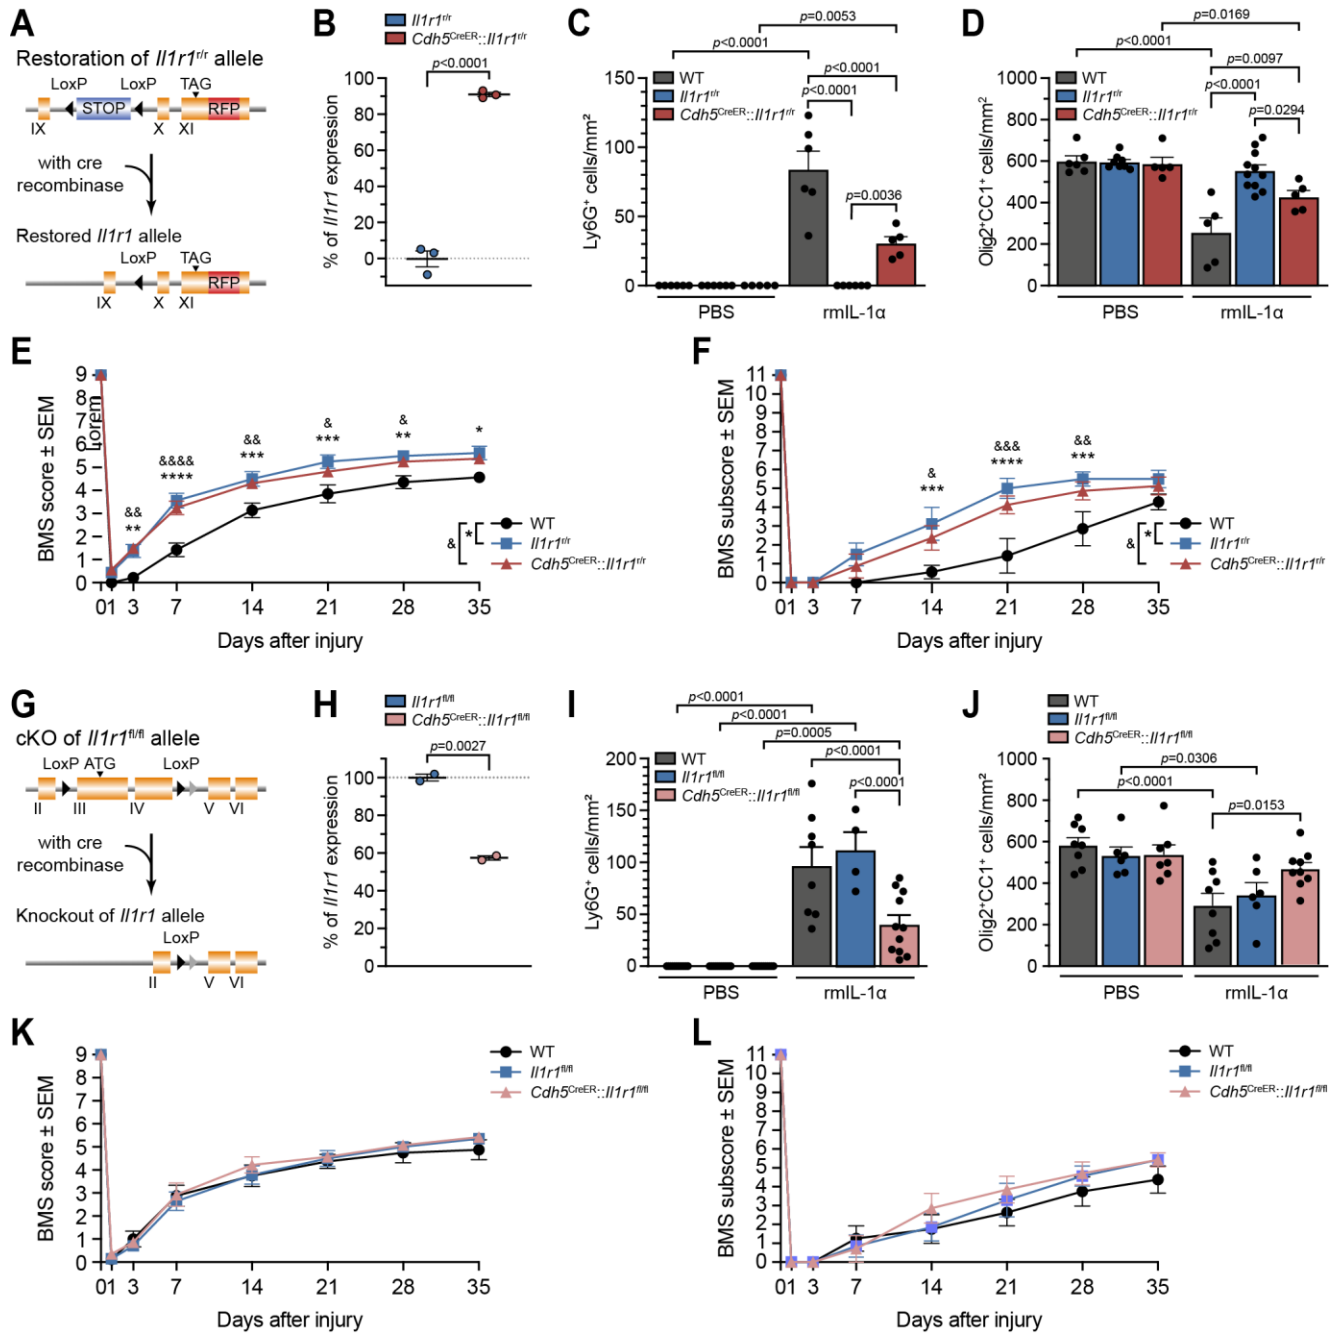 A
Restoration of Il1r1r/r allele
LoxP LoxP TAG
STOP RFP
IX X XI
with cre
recombinase
Restored Il1r1 allele
LoxP TAG
RFP
IX X XI
B
Il1r1r/r
Cdh5CreER::Il1r1r/r
p<0.0001
% of Il1r1 expression
100
80
60
40
20
0
C
p=0.0053
p<0.0001
WT
Il1r1r/r
Cdh5CreER::Il1r1r/r
p<0.0001
p<0.0001
p=0.0036
Ly6G+ cells/mm²
150
100
50
0
PBS rmIL-1α
D
p=0.0169
p<0.0001
p=0.0097
p<0.0001
p=0.0294
WT
Il1r1r/r
Cdh5CreER::Il1r1r/r
Olig2+CC1+ cells/mm²
1000
800
600
400
200
0
PBS rmIL-1α
E
BMS score ± SEM
Lorem
9
8
7
6
5
4
3
2
1
0
&& ** &&&& **** && *** & *** & ** *
WT
Il1r1r/r
Cdh5CreER::Il1r1r/r
& *
01 3 7 14 21 28 35
Days after injury
F
BMS subscore ± SEM
11
10
9
8
7
6
5
4
3
2
1
0
& *** &&& **** && ***
WT
Il1r1r/r
Cdh5CreER::Il1r1r/r
& *
01 3 7 14 21 28 35
Days after injury
G
cKO of Il1r1fl/fl allele
LoxP ATG LoxP
II III IV V VI
with cre
recombinase
Knockout of Il1r1 allele
LoxP
II V VI
H
Il1r1fl/fl
Cdh5CreER::Il1r1fl/fl
p=0.0027
% of Il1r1 expression
100
80
60
40
20
0
I
p<0.0001
p<0.0001
p=0.0005
p<0.0001
p<0.0001
WT
Il1r1fl/fl
Cdh5CreER::Il1r1fl/fl
Ly6G+ cells/mm²
200
150
100
50
0
PBS rmIL-1α
J
WT
Il1r1fl/fl
Cdh5CreER::Il1r1fl/fl
p=0.0306
p<0.0001
p=0.0153
Olig2+CC1+ cells/mm²
1000
800
600
400
200
0
PBS rmIL-1α
K
BMS score ± SEM
9
8
7
6
5
4
3
2
1
0
WT
Il1r1fl/fl
Cdh5CreER::Il1r1fl/fl
01 3 7 14 21 28 35
Days after injury
L
BMS subscore ± SEM
11
10
9
8
7
6
5
4
3
2
1
0
WT
Il1r1fl/fl
Cdh5CreER::Il1r1fl/fl
01 3 7 14 21 28 35
Days after injury